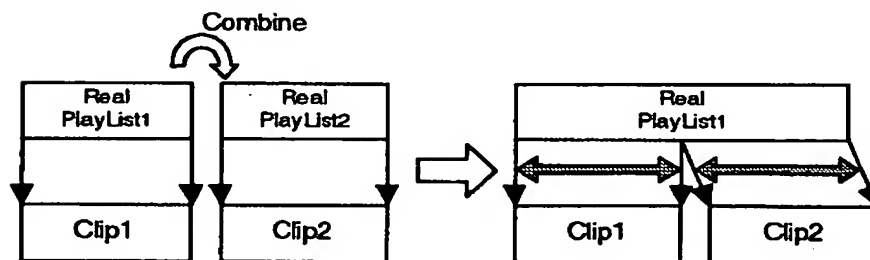 Combine
Real
PlayList1
Real
PlayList2
Real
PlayList1
Clip1
Clip2
Clip1
Clip2